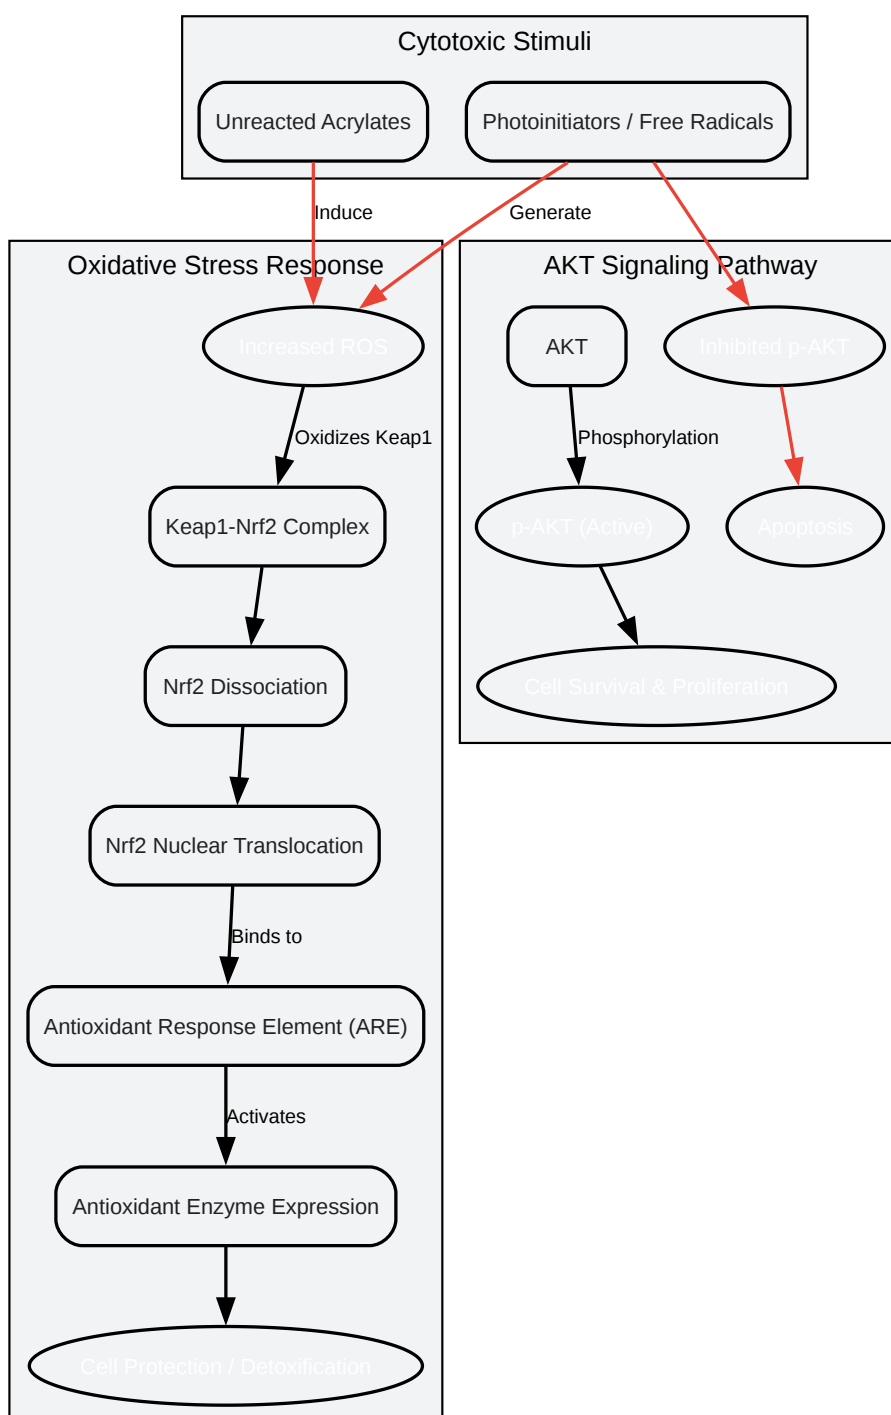 Cytotoxic Stimuli
Unreacted Acrylates
Photoinitiators / Free Radicals
Induce
Generate
Oxidative Stress Response
AKT Signaling Pathway
Increased ROS
AKT
Inhibited p-AKT
Oxidizes Keap1
Phosphorylation
Keap1-Nrf2 Complex
p-AKT (Active)
Apoptosis
Nrf2 Dissociation
Cell Survival & Proliferation
Nrf2 Nuclear Translocation
Binds to
Antioxidant Response Element (ARE)
Activates
Antioxidant Enzyme Expression
Cell Protection / Detoxification